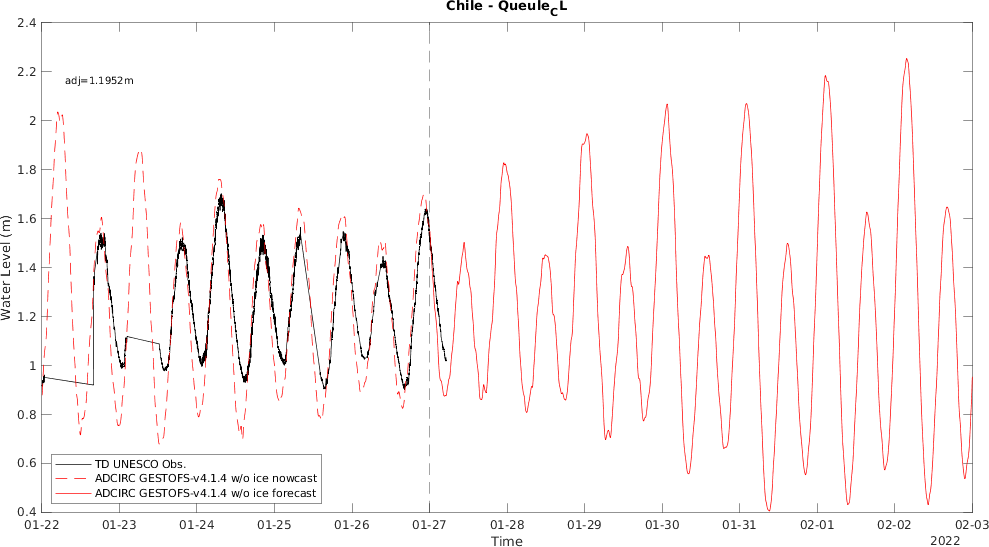 Chile - Queule_CL
2.4
2.2
2
1.8
1.6
1.4
1.2
1
0.8
0.6
0.4
Water Level (m)
adj=1.1952m
TD UNESCO Obs.
ADCIRC GESTOFS-v4.1.4 w/o ice nowcast
ADCIRC GESTOFS-v4.1.4 w/o ice forecast
01-22 01-23 01-24 01-25 01-26 01-27 01-28 01-29 01-30 01-31 02-01 02-02 02-03
Time
2022